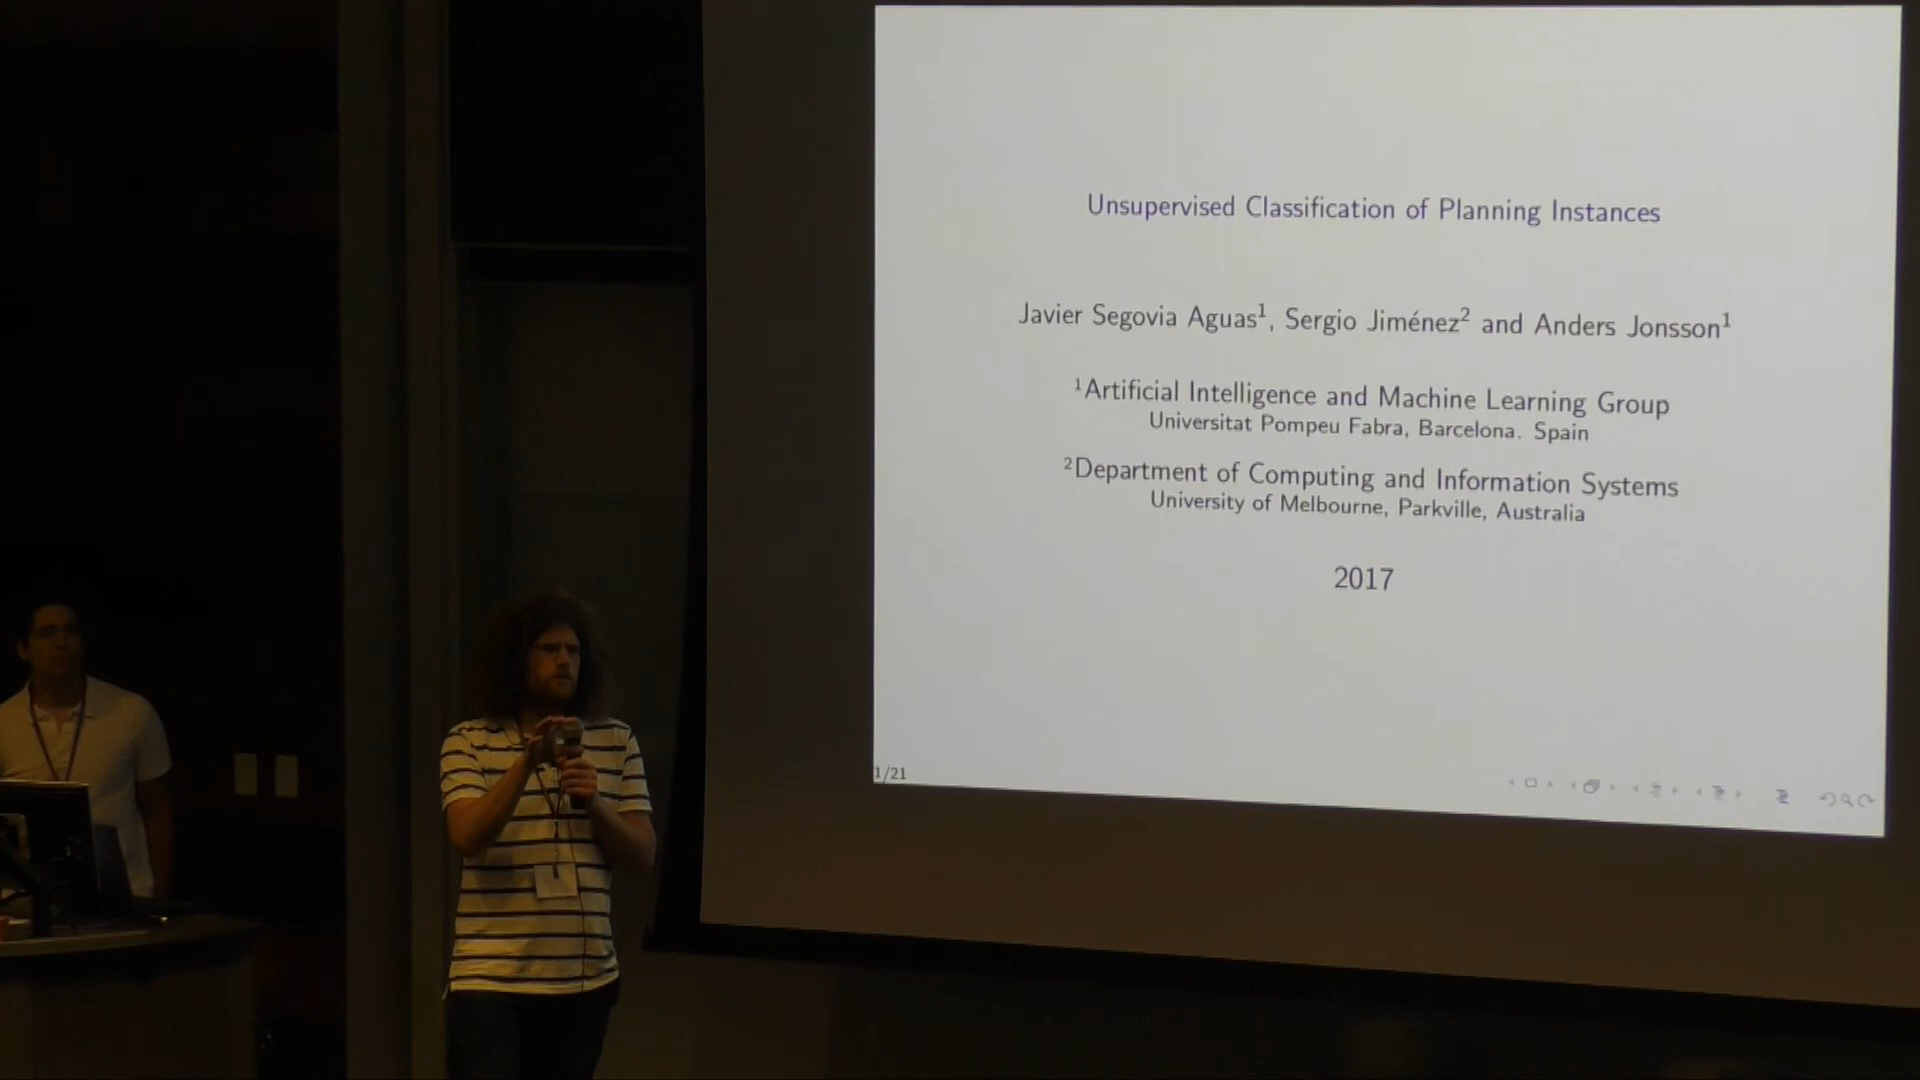 Unsupervised Classification of Planning Instances
Javier Segovia Aguas¹, Sergio Jiménez² and Anders Jonsson¹
¹Artificial Intelligence and Machine Learning Group
Universitat Pompeu Fabra, Barcelona. Spain
²Department of Computing and Information Systems
University of Melbourne, Parkville, Australia
2017
1/21